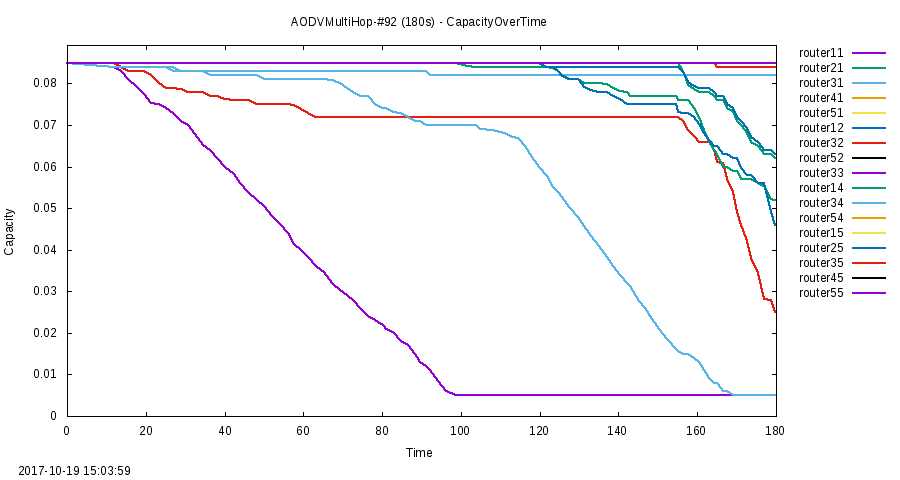 AODVMultiHop-#92 (180s) - CapacityOverTime
router11
router21
router31
router41
router51
router12
router32
router52
router33
router14
router34
router54
router15
router25
router35
router45
router55
0.08
0.07
0.06
0.05
0.04
0.03
0.02
0.01
0
Capacity
0 20 40 60 80 100 120 140 160 180
Time
2017-10-19 15:03:59